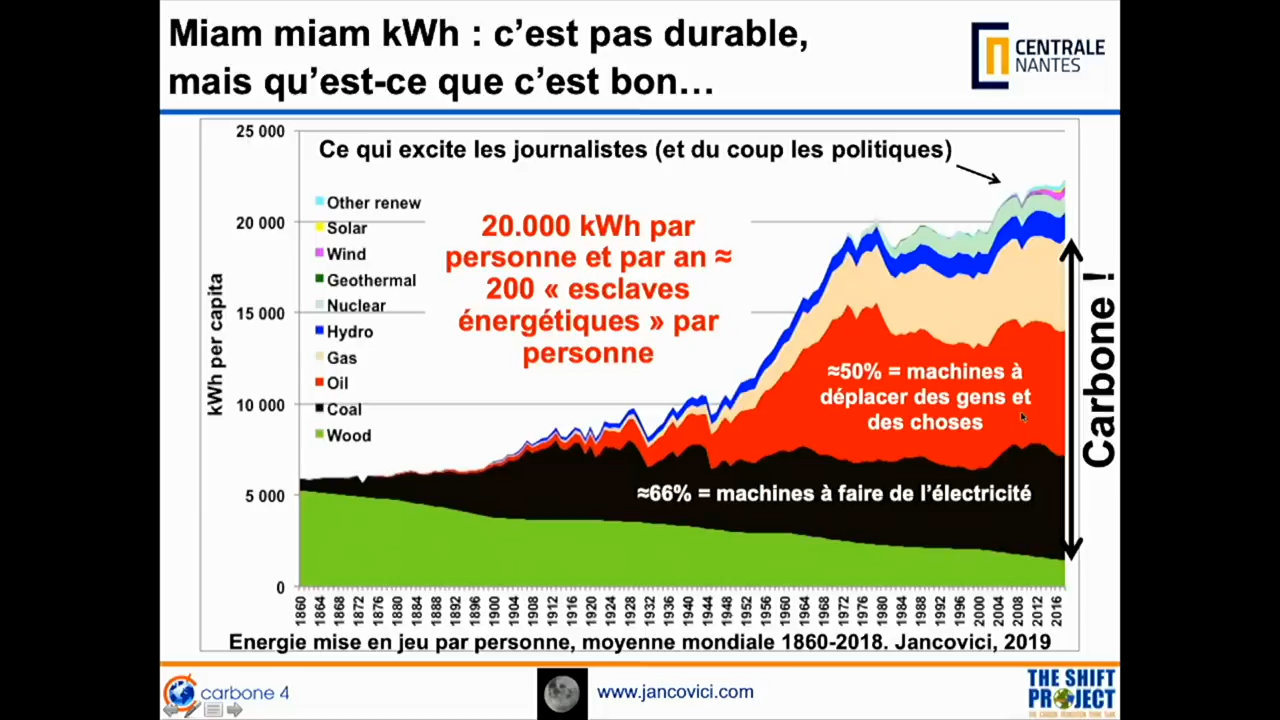 Miam miam kWh : c’est pas durable,
mais qu’est-ce que c’est bon…
CENTRALE
NANTES
25 000
20 000
15 000
10 000
5 000
0
kWh per capita
Ce qui excite les journalistes (et du coup les politiques)
Other renew
Solar
Wind
Geothermal
Nuclear
Hydro
Gas
Oil
Coal
Wood
20.000 kWh par
personne et par an ≈
200 « esclaves
énergétiques » par
personne
≈50% = machines à
déplacer des gens et
des choses
≈66% = machines à faire de l’électricité
Carbone !
1860 1864 1868 1872 1876 1880 1884 1888 1892 1896 1900 1904 1908 1912 1916 1920 1924 1928 1932 1936 1940 1944 1948 1952 1956 1960 1964 1968 1972 1976 1980 1984 1988 1992 1996 2000 2004 2008 2012 2016
Energie mise en jeu par personne, moyenne mondiale 1860-2018. Jancovici, 2019
carbone 4
www.jancovici.com
THE SHIFT
PROJECT
THE CARBON TRANSITION THINK TANK